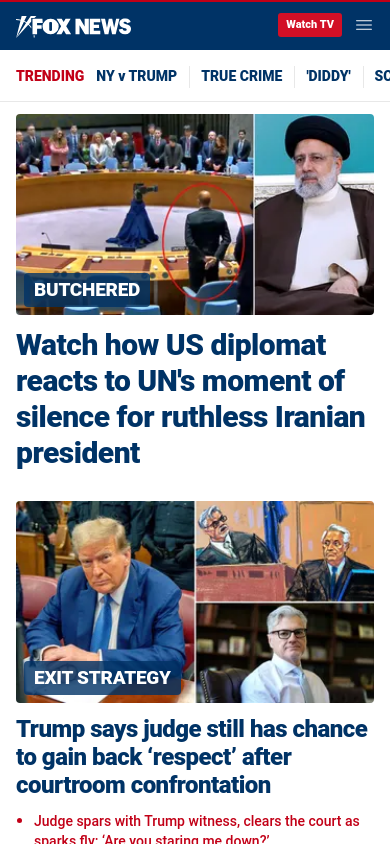 FOX NEWS
Watch TV
TRENDING NY v TRUMP TRUE CRIME 'DIDDY' SC
BUTCHERED
Watch how US diplomat
reacts to UN's moment of
silence for ruthless Iranian
president
EXIT STRATEGY
Trump says judge still has chance
to gain back ‘respect’ after
courtroom confrontation
• Judge spars with Trump witness, clears the court as
sparks fly: ‘Are you staring me down?’